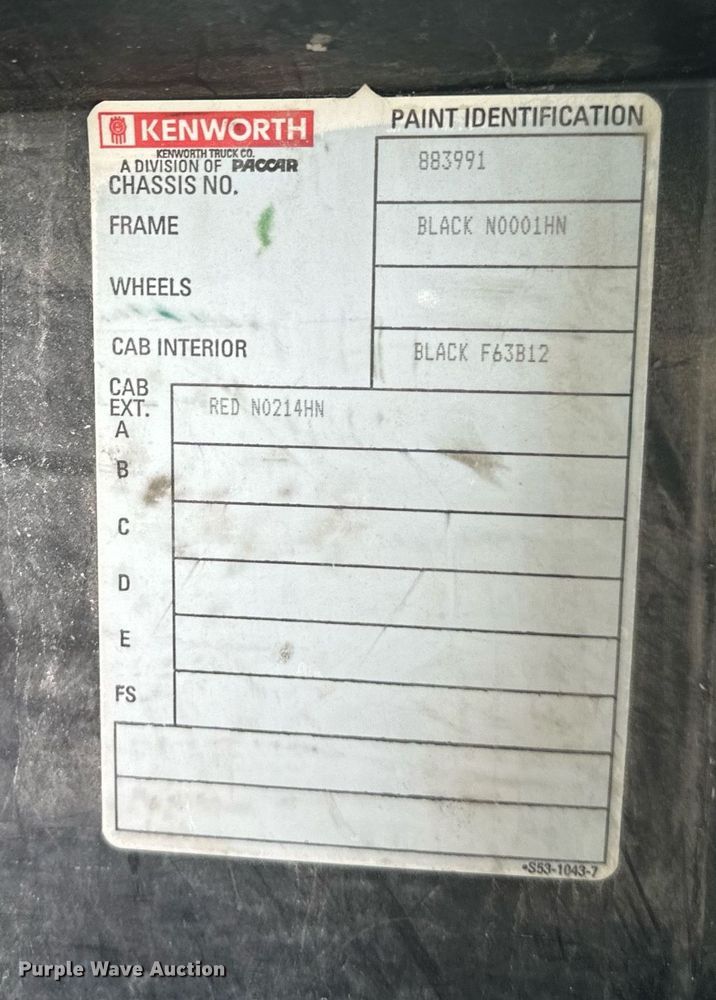 KENWORTH
PAINT IDENTIFICATION
KENWORTH TRUCK CO.
A DIVISION OF PACCAR
CHASSIS NO. 883991
FRAME BLACK N0001HN
WHEELS
CAB INTERIOR BLACK F63B12
CAB
EXT.
A RED N0214HN
B
C
D
E
FS
•S53-1043-7
Purple Wave Auction